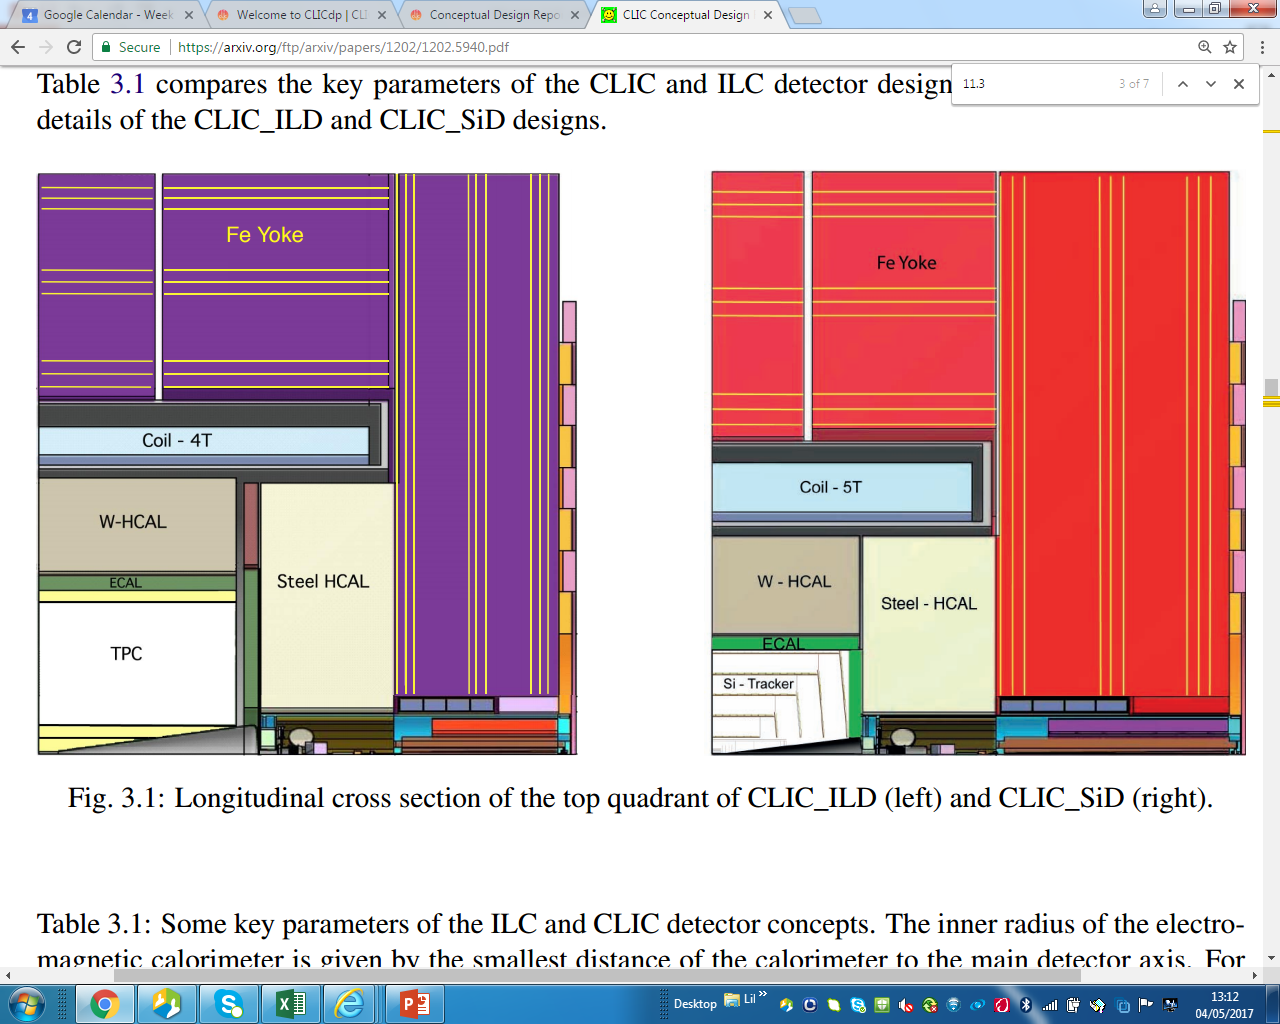 Google Calendar - Week
Welcome to CLICdp | CLI
Conceptual Design Repo
CLIC Conceptual Design
Secure
https://arxiv.org/ftp/arxiv/papers/1202/1202.5940.pdf
11.3
3 of 7
Table 3.1 compares the key parameters of the CLIC and ILC detector design
details of the CLIC_ILD and CLIC_SiD designs.
Fe Yoke
Coil - 4T
W-HCAL
ECAL
Steel HCAL
TPC
Fe Yoke
Coil - 5T
W - HCAL
Steel - HCAL
ECAL
Si - Tracker
Fig. 3.1: Longitudinal cross section of the top quadrant of CLIC_ILD (left) and CLIC_SiD (right).
Table 3.1: Some key parameters of the ILC and CLIC detector concepts. The inner radius of the electro-
magnetic calorimeter is given by the smallest distance of the calorimeter to the main detector axis. For
Desktop
Lil
13:12
04/05/2017